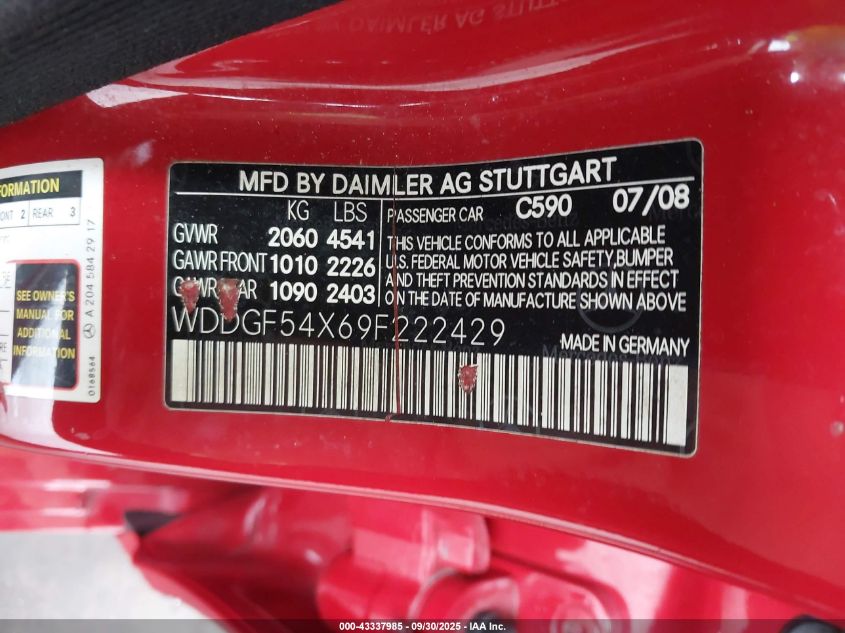 MFD BY DAIMLER AG STUTTGART
KG LBS
GVWR 2060 4541
GAWR FRONT 1010 2226
1090 2403
PASSENGER CAR C590 07/08
THIS VEHICLE CONFORMS TO ALL APPLICABLE
U.S. FEDERAL MOTOR VEHICLE SAFETY, BUMPER
AND THEFT PREVENTION STANDARDS IN EFFECT
ON THE DATE OF MANUFACTURE SHOWN ABOVE
WDDGF54X69F222429
MADE IN GERMANY
FORMATION
2 REAR 3
SEE OWNER'S
MANUAL FOR
ADDITIONAL
INFORMATION
A 204 584 29 17
0168564
000-43337985 - 09/30/2025 - IAA Inc.